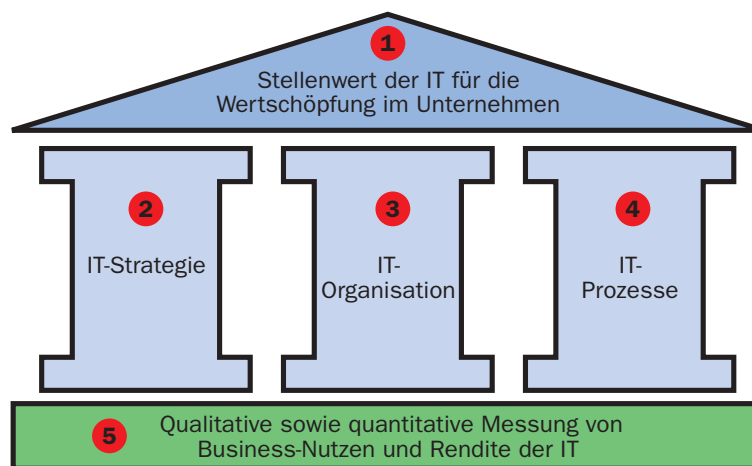 1
Stellenwert der IT für die
Wertschöpfung im Unternehmen
2
IT-Strategie
3
IT-
Organisation
4
IT-
Prozesse
5
Qualitative sowie quantitative Messung von
Business-Nutzen und Rendite der IT